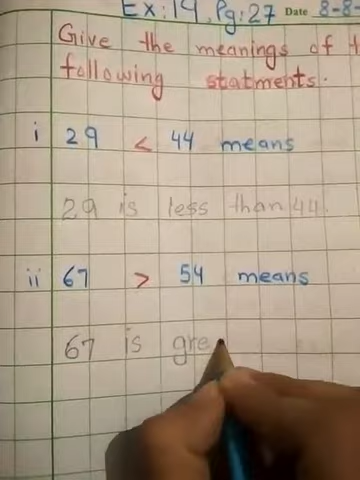 Ex: 14, Pg: 27 Date 8-8-
Give the meanings of
following statments.
i 29 < 44 means
29 is less than 44.
ii 67 > 54 means
67 is gre